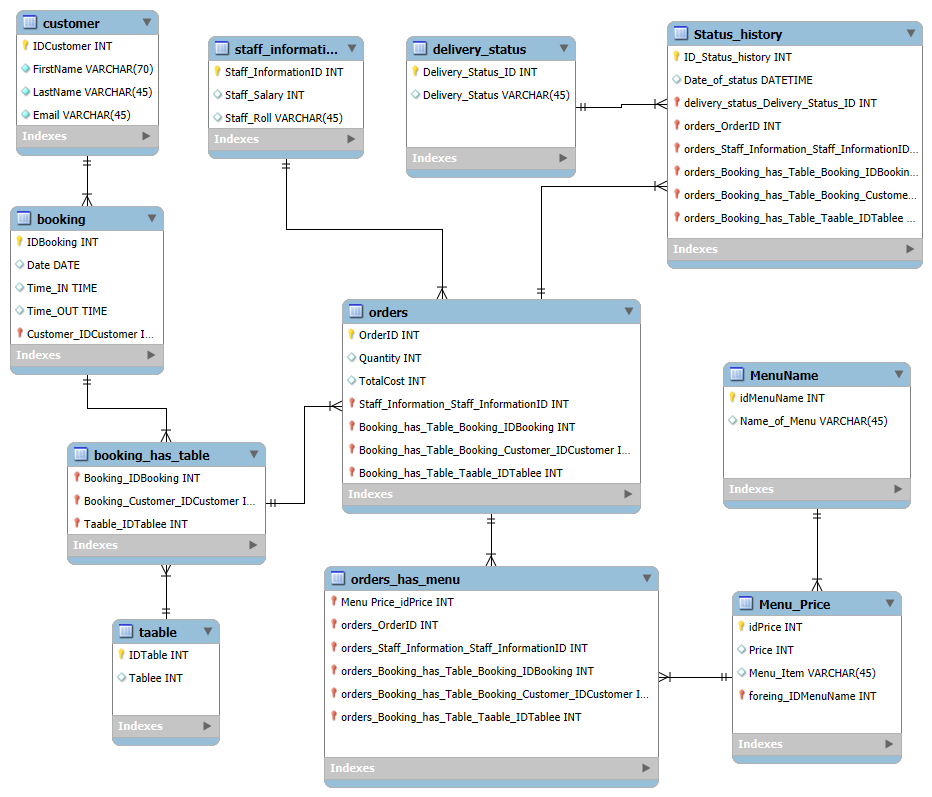 customer
IDCustomer INT
FirstName VARCHAR(70)
LastName VARCHAR(45)
Email VARCHAR(45)
Indexes
staff_informati...
Staff_InformationID INT
Staff_Salary INT
Staff_Roll VARCHAR(45)
Indexes
delivery_status
Delivery_Status_ID INT
Delivery_Status VARCHAR(45)
Indexes
Status_history
ID_Status_history INT
Date_of_status DATETIME
delivery_status_Delivery_Status_ID INT
orders_OrderID INT
orders_Staff_Information_Staff_InformationID...
orders_Booking_has_Table_Booking_IDBookin...
orders_Booking_has_Table_Booking_Custome...
orders_Booking_has_Table_Taable_IDTablee ...
Indexes
booking
IDBooking INT
Date DATE
Time_IN TIME
Time_OUT TIME
Customer_IDCustomer I...
Indexes
orders
OrderID INT
Quantity INT
TotalCost INT
Staff_Information_Staff_InformationID INT
Booking_has_Table_Booking_IDBooking INT
Booking_has_Table_Booking_Customer_IDCustomer I...
Booking_has_Table_Taable_IDTablee INT
Indexes
MenuName
idMenuName INT
Name_of_Menu VARCHAR(45)
Indexes
booking_has_table
Booking_IDBooking INT
Booking_Customer_IDCustomer I...
Taable_IDTablee INT
Indexes
orders_has_menu
Menu Price_idPrice INT
orders_OrderID INT
orders_Staff_Information_Staff_InformationID INT
orders_Booking_has_Table_Booking_IDBooking INT
orders_Booking_has_Table_Booking_Customer_IDCustomer I...
orders_Booking_has_Table_Taable_IDTablee INT
Indexes
Menu_Price
idPrice INT
Price INT
Menu_Item VARCHAR(45)
foreing_IDMenuName INT
Indexes
taable
IDTable INT
Tablee INT
Indexes